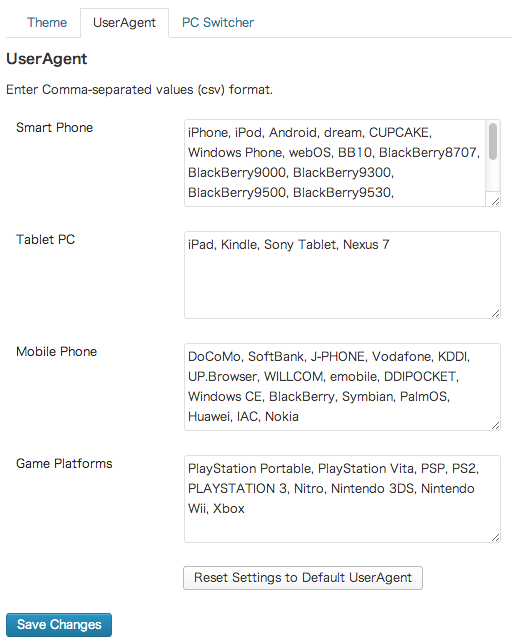 Theme UserAgent PC Switcher
UserAgent
Enter Comma-separated values (csv) format.
Smart Phone
iPhone, iPod, Android, dream, CUPCAKE,
Windows Phone, webOS, BB10, BlackBerry8707,
BlackBerry9000, BlackBerry9300,
BlackBerry9500, BlackBerry9530,
Tablet PC
iPad, Kindle, Sony Tablet, Nexus 7
Mobile Phone
DoCoMo, SoftBank, J-PHONE, Vodafone, KDDI,
UP.Browser, WILLCOM, emobile, DDIPOCKET,
Windows CE, BlackBerry, Symbian, PalmOS,
Huawei, IAC, Nokia
Game Platforms
PlayStation Portable, PlayStation Vita, PSP, PS2,
PLAYSTATION 3, Nitro, Nintendo 3DS, Nintendo
Wii, Xbox
Reset Settings to Default UserAgent
Save Changes